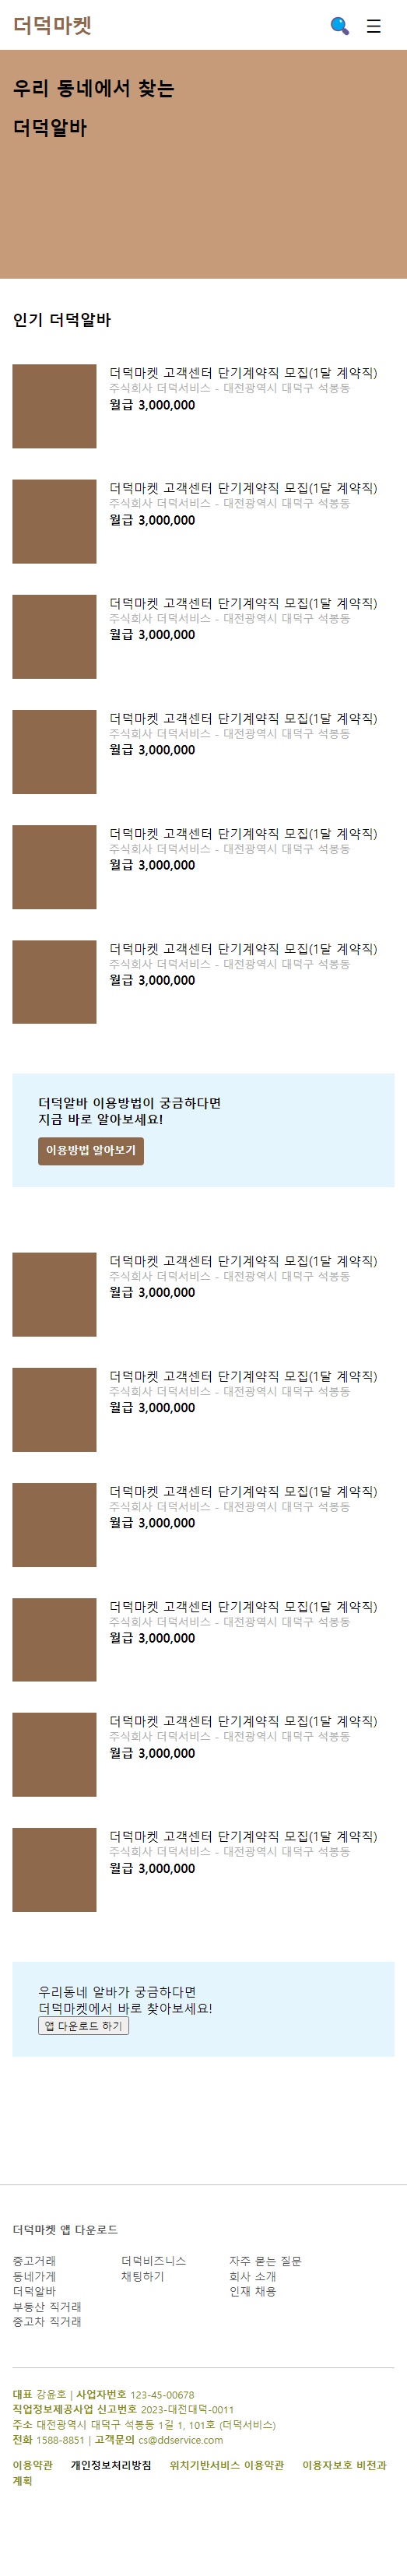 더덕마켓
우리 동네에서 찾는
더덕알바
인기 더덕알바
더덕마켓 고객센터 단기계약직 모집(1달 계약직)
주식회사 더덕서비스 - 대전광역시 대덕구 석봉동
월급 3,000,000
더덕마켓 고객센터 단기계약직 모집(1달 계약직)
주식회사 더덕서비스 - 대전광역시 대덕구 석봉동
월급 3,000,000
더덕마켓 고객센터 단기계약직 모집(1달 계약직)
주식회사 더덕서비스 - 대전광역시 대덕구 석봉동
월급 3,000,000
더덕마켓 고객센터 단기계약직 모집(1달 계약직)
주식회사 더덕서비스 - 대전광역시 대덕구 석봉동
월급 3,000,000
더덕마켓 고객센터 단기계약직 모집(1달 계약직)
주식회사 더덕서비스 - 대전광역시 대덕구 석봉동
월급 3,000,000
더덕마켓 고객센터 단기계약직 모집(1달 계약직)
주식회사 더덕서비스 - 대전광역시 대덕구 석봉동
월급 3,000,000
더덕알바 이용방법이 궁금하다면
지금 바로 알아보세요!
이용방법 알아보기
더덕마켓 고객센터 단기계약직 모집(1달 계약직)
주식회사 더덕서비스 - 대전광역시 대덕구 석봉동
월급 3,000,000
더덕마켓 고객센터 단기계약직 모집(1달 계약직)
주식회사 더덕서비스 - 대전광역시 대덕구 석봉동
월급 3,000,000
더덕마켓 고객센터 단기계약직 모집(1달 계약직)
주식회사 더덕서비스 - 대전광역시 대덕구 석봉동
월급 3,000,000
더덕마켓 고객센터 단기계약직 모집(1달 계약직)
주식회사 더덕서비스 - 대전광역시 대덕구 석봉동
월급 3,000,000
더덕마켓 고객센터 단기계약직 모집(1달 계약직)
주식회사 더덕서비스 - 대전광역시 대덕구 석봉동
월급 3,000,000
더덕마켓 고객센터 단기계약직 모집(1달 계약직)
주식회사 더덕서비스 - 대전광역시 대덕구 석봉동
월급 3,000,000
우리동네 알바가 궁금하다면
더덕마켓에서 바로 찾아보세요!
앱 다운로드 하기
더덕마켓 앱 다운로드
중고거래 더덕비즈니스 자주 묻는 질문
동네가게 채팅하기 회사 소개
더덕알바 인재 채용
부동산 직거래
중고차 직거래
대표 강윤호 | 사업자번호 123-45-00678
직업정보제공사업 신고번호 2023-대전대덕-0011
주소 대전광역시 대덕구 석봉동 1길 1, 101호 (더덕서비스)
전화 1588-8851 | 고객문의 cs@ddservice.com
이용약관 개인정보처리방침 위치기반서비스 이용약관 이용자보호 비전과
계획